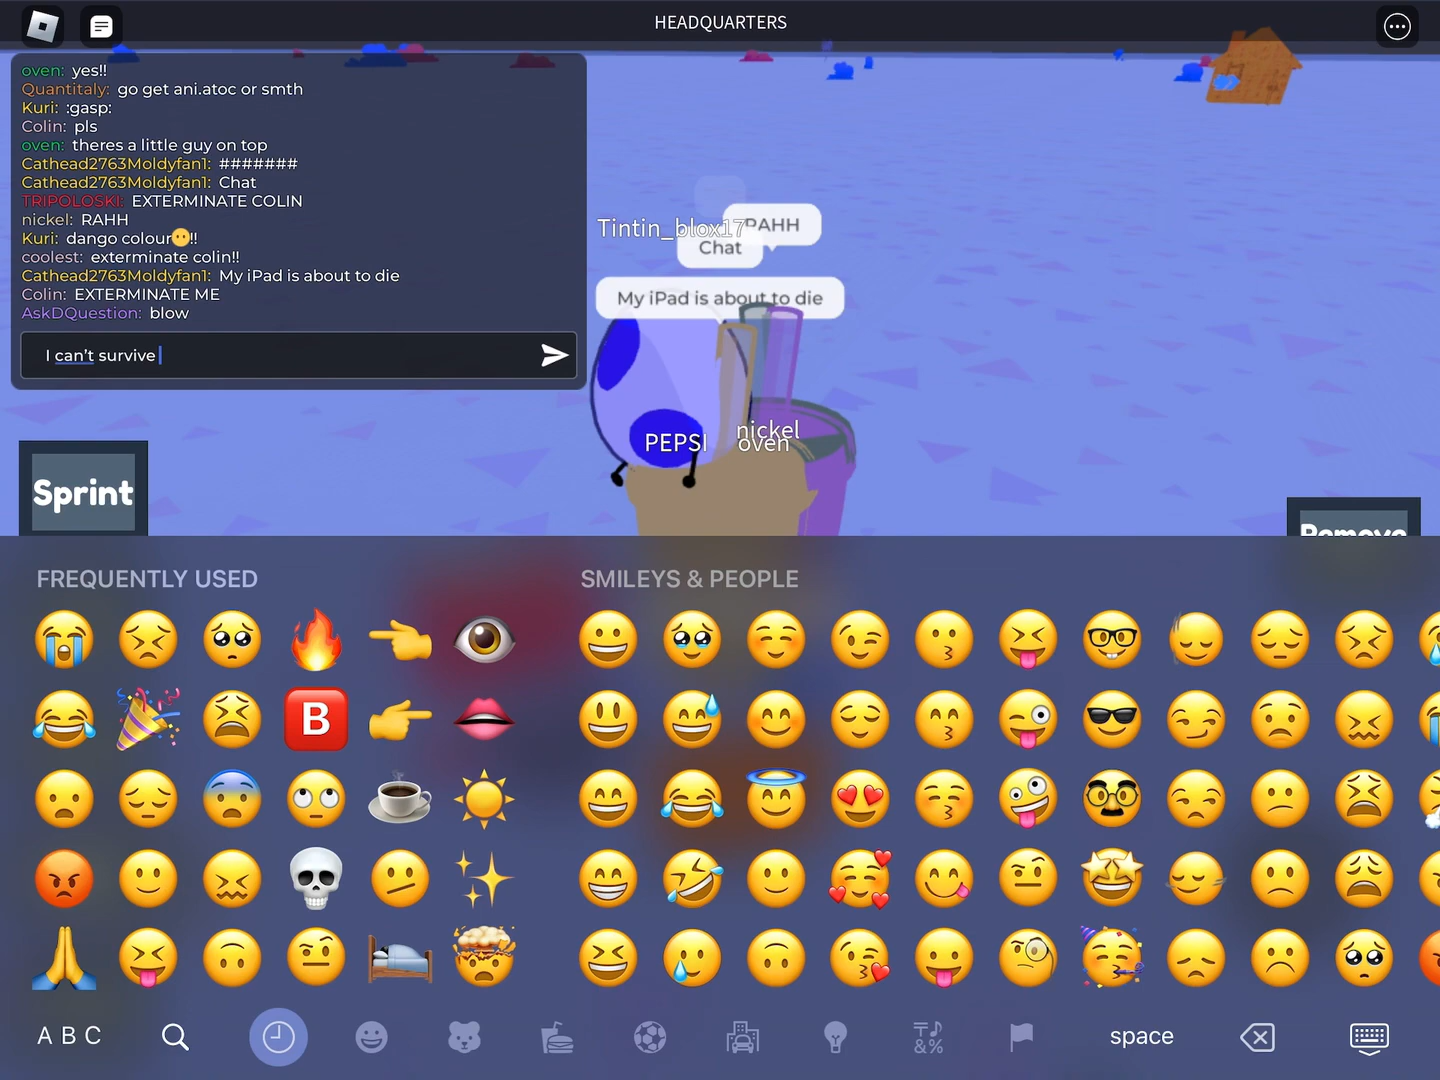 HEADQUARTERS
oven: yes!!
Quantitaly: go get ani.atoc or smth
Kuri: :gasp:
Colin: pls
oven: theres a little guy on top
Cathead2763Moldyfan1: #######
Cathead2763Moldyfan1: Chat
TRIPOLOSKI: EXTERMINATE COLIN
nickel: RAHH
Kuri: dango colour😶!!
coolest: exterminate colin!!
Cathead2763Moldyfan1: My iPad is about to die
Colin: EXTERMINATE ME
AskDQuestion: blow
I can't survive
Tintin_blox17
RAHH
Chat
My iPad is about to die
nickel
PEPSI
oven
Sprint
Remove
FREQUENTLY USED
SMILEYS & PEOPLE
B
ABC
&%
space